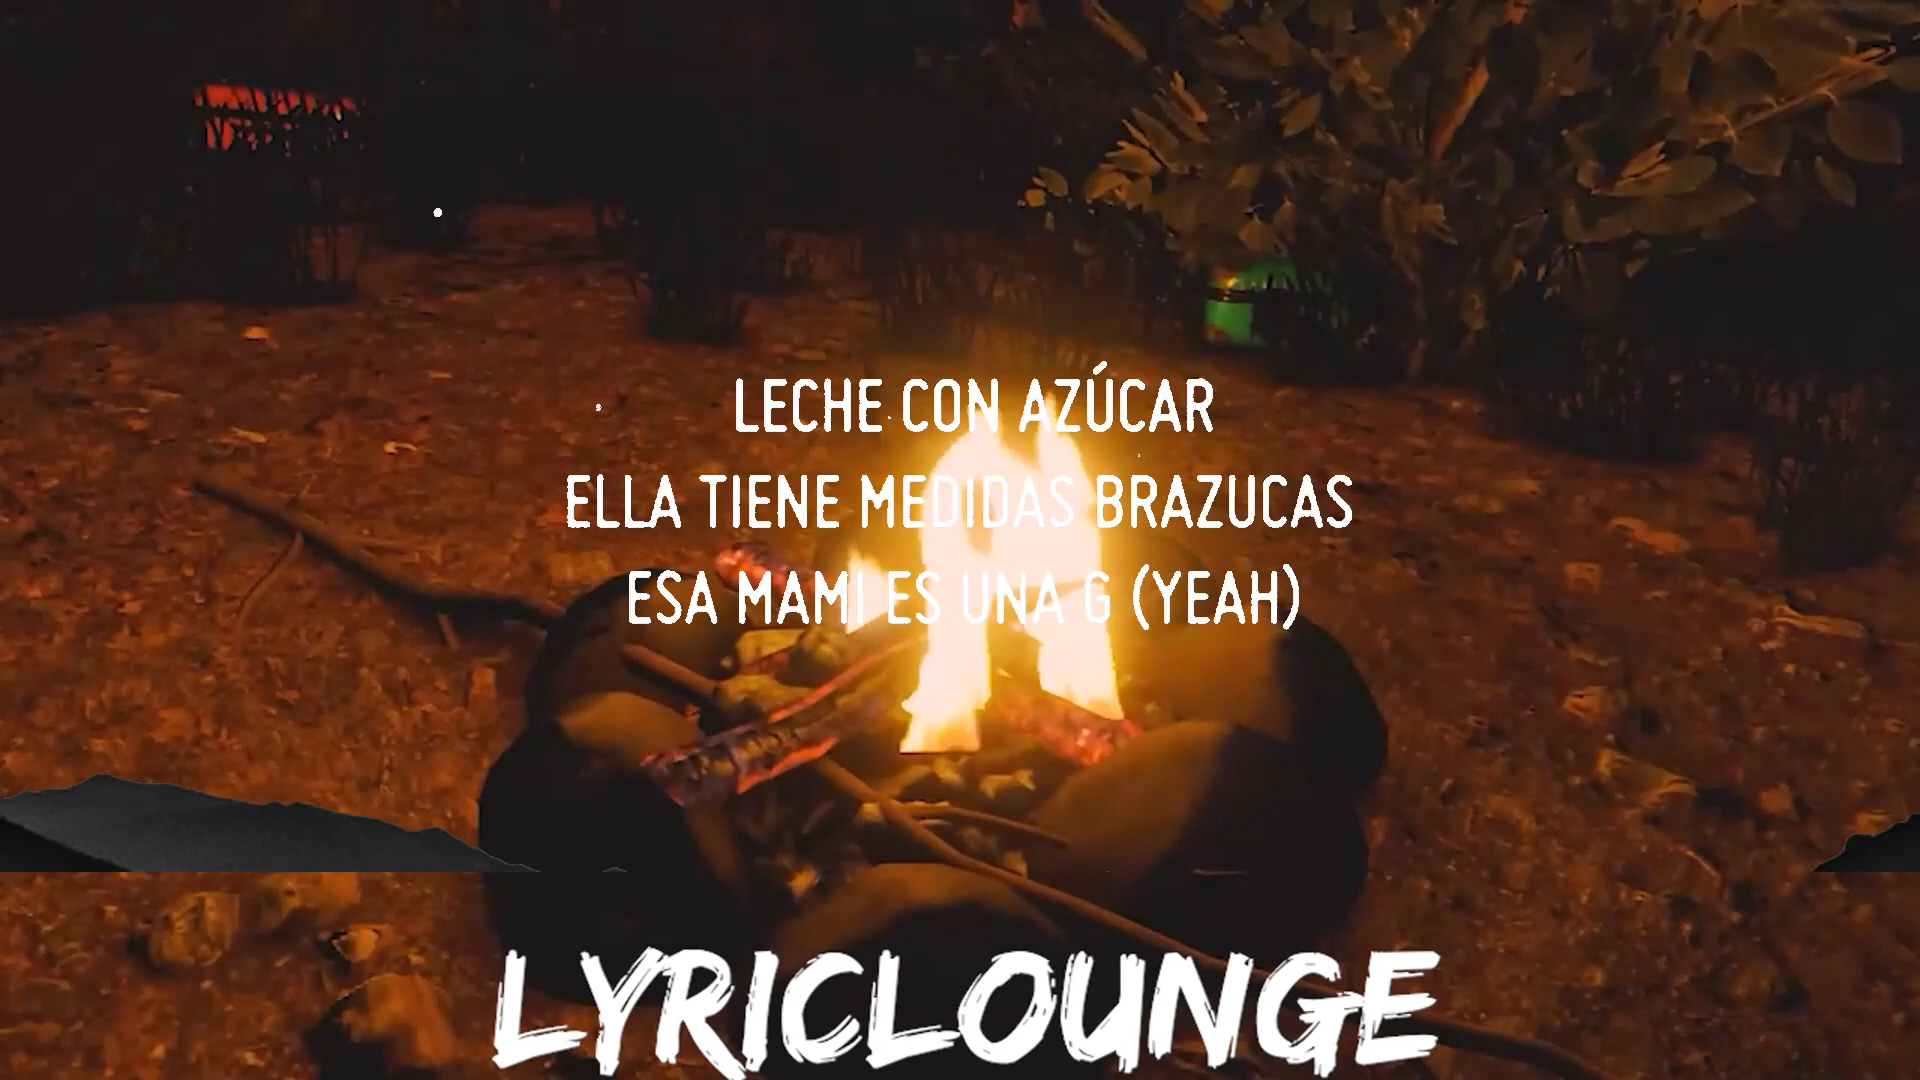 LECHE CON AZÚCAR
ELLA TIENE MEDIDAS BRAZUCAS
ESA MAMI ES UNA G (YEAH)
LYRICLOUNGE